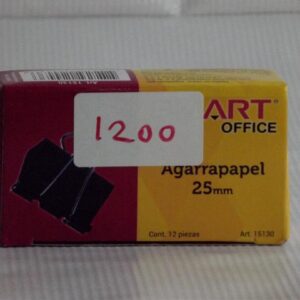 ART
OFFICE
1200
Agarrapapel
25mm
Cont. 12 piezas
Art. 15130